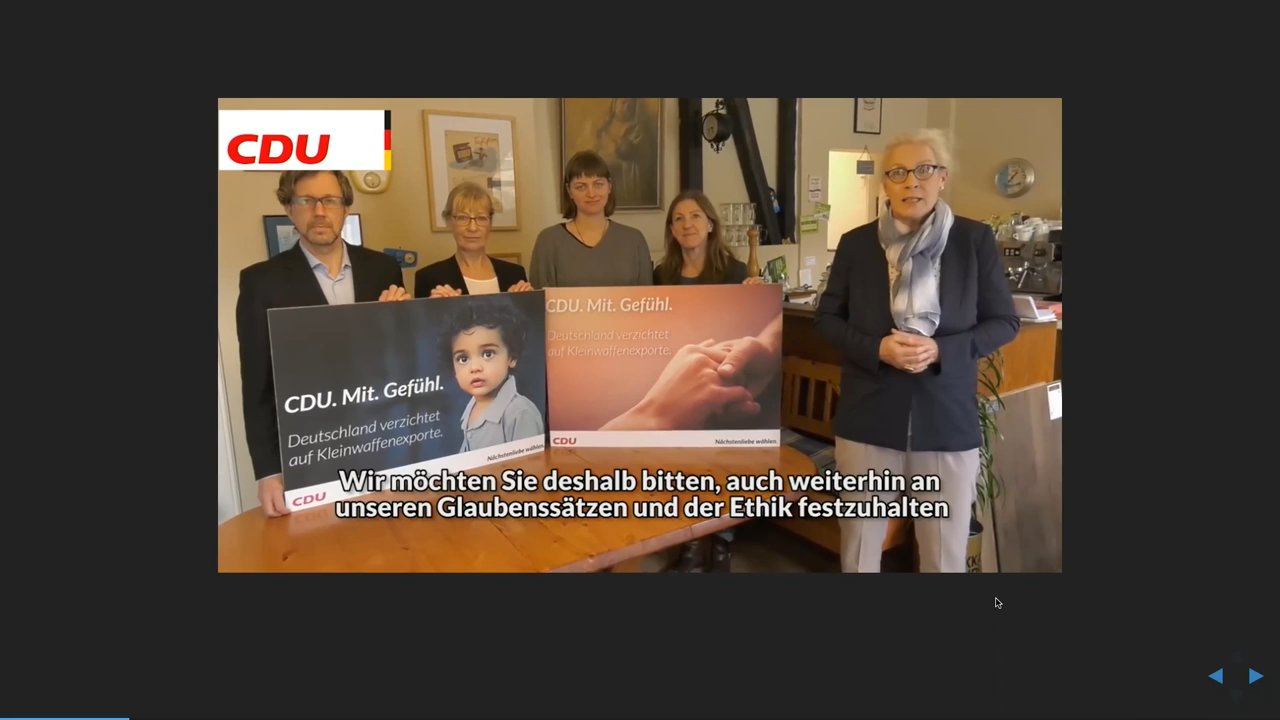 CDU
CDU. Mit. Gefühl.
Deutschland verzichtet
auf Kleinwaffenexporte.
CDU
Nächstenliebe wählen.
CDU. Mit. Gefühl.
Deutschland verzichtet
auf Kleinwaffenexporte.
CDU
Nächstenliebe wählen.
Wir möchten Sie deshalb bitten, auch weiterhin an
unseren Glaubenssätzen und der Ethik festzuhalten